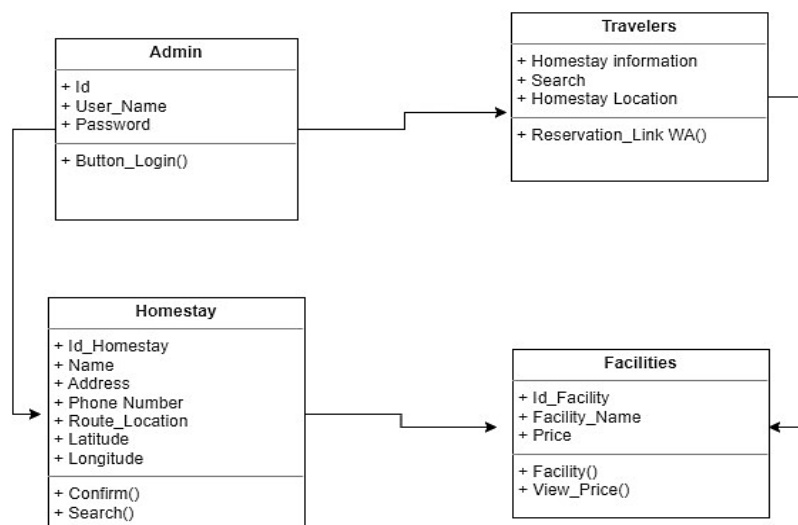 Admin
+ Id
+ User_Name
+ Password
+ Button_Login()
Travelers
+ Homestay information
+ Search
+ Homestay Location
+ Reservation_Link WA()
Homestay
+ Id_Homestay
+ Name
+ Address
+ Phone Number
+ Route_Location
+ Latitude
+ Longitude
+ Confirm()
+ Search()
Facilities
+ Id_Facility
+ Facility_Name
+ Price
+ Facility()
+ View_Price()